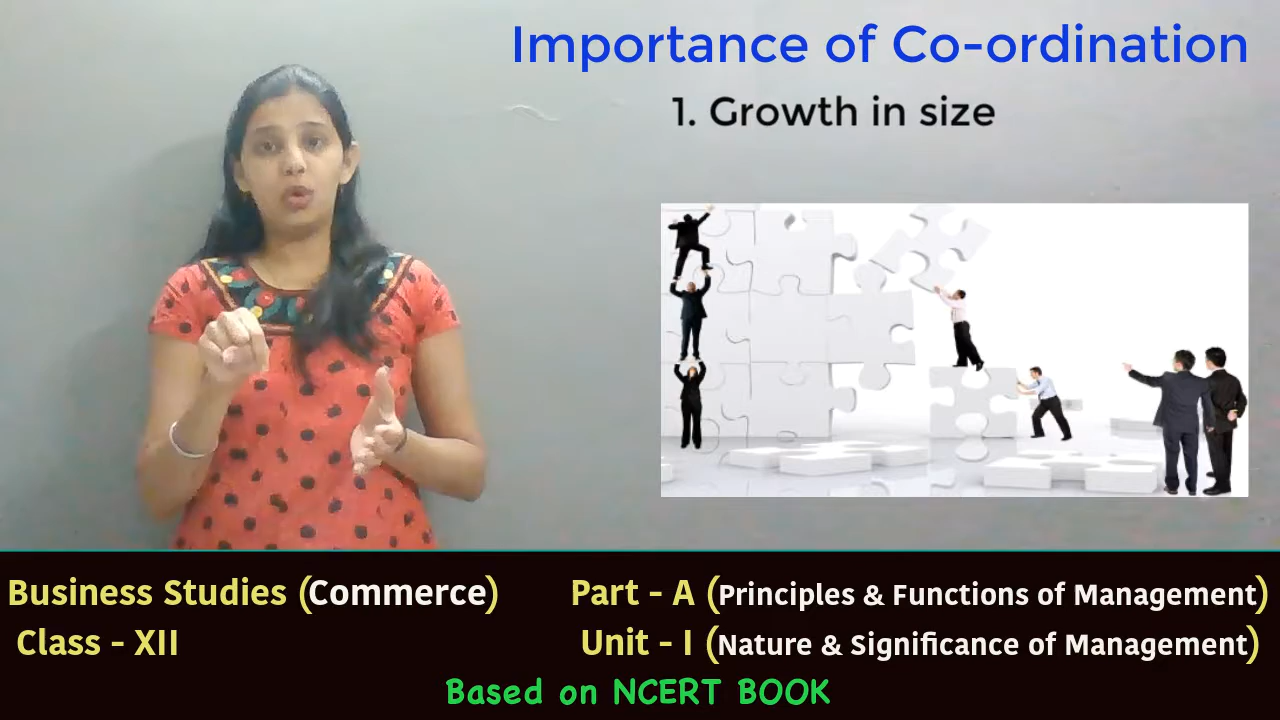 Importance of Co-ordination
1. Growth in size
Business Studies (Commerce)
Part - A (Principles & Functions of Management)
Class - XII
Unit - I (Nature & Significance of Management)
Based on NCERT BOOK